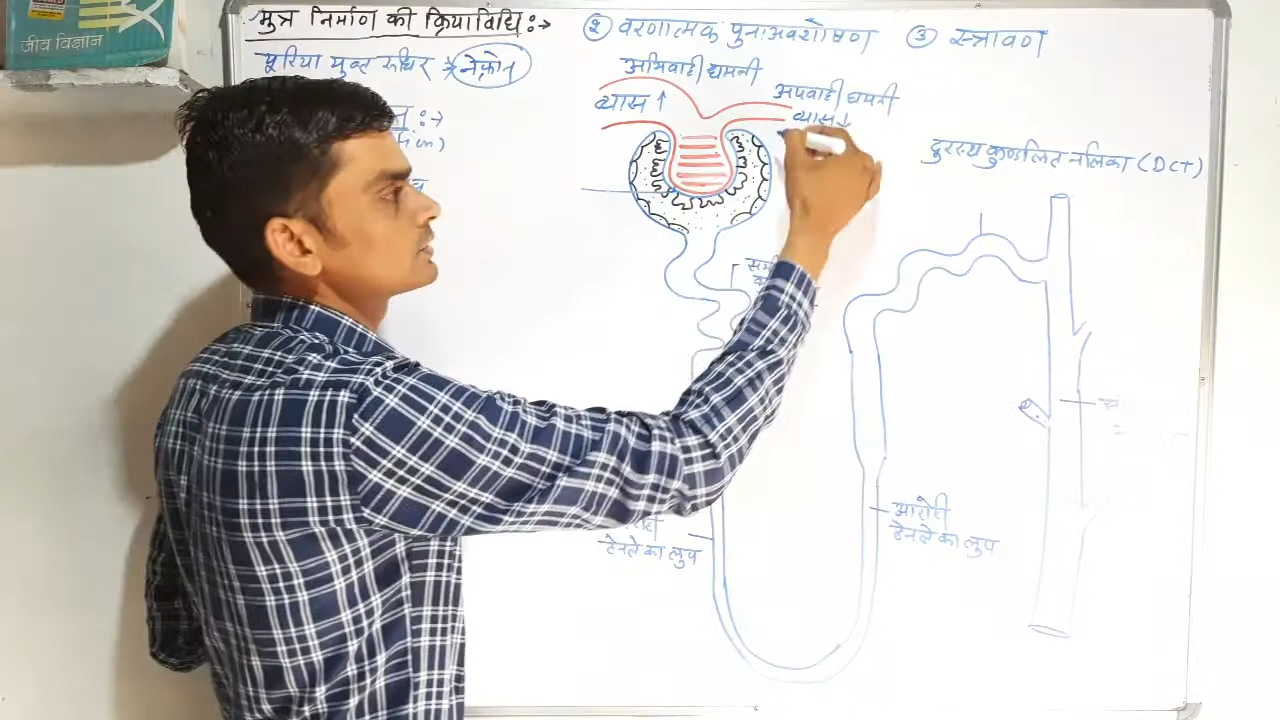 जीव विज्ञान
मुत्र निर्माण की क्रियाविधि :->
यूरिया युक्त रूधिर नेफ्रोन
② वरणात्मक पुनःअवशोषण
③ स्त्रावण
अभिवाही धमनी
व्यास ↑
अपवाही धमनी
व्यास ↓
दुरस्थ कुण्डलित नलिका (DCT)
हेनले का लुप
आरोही
हेनले का लुप